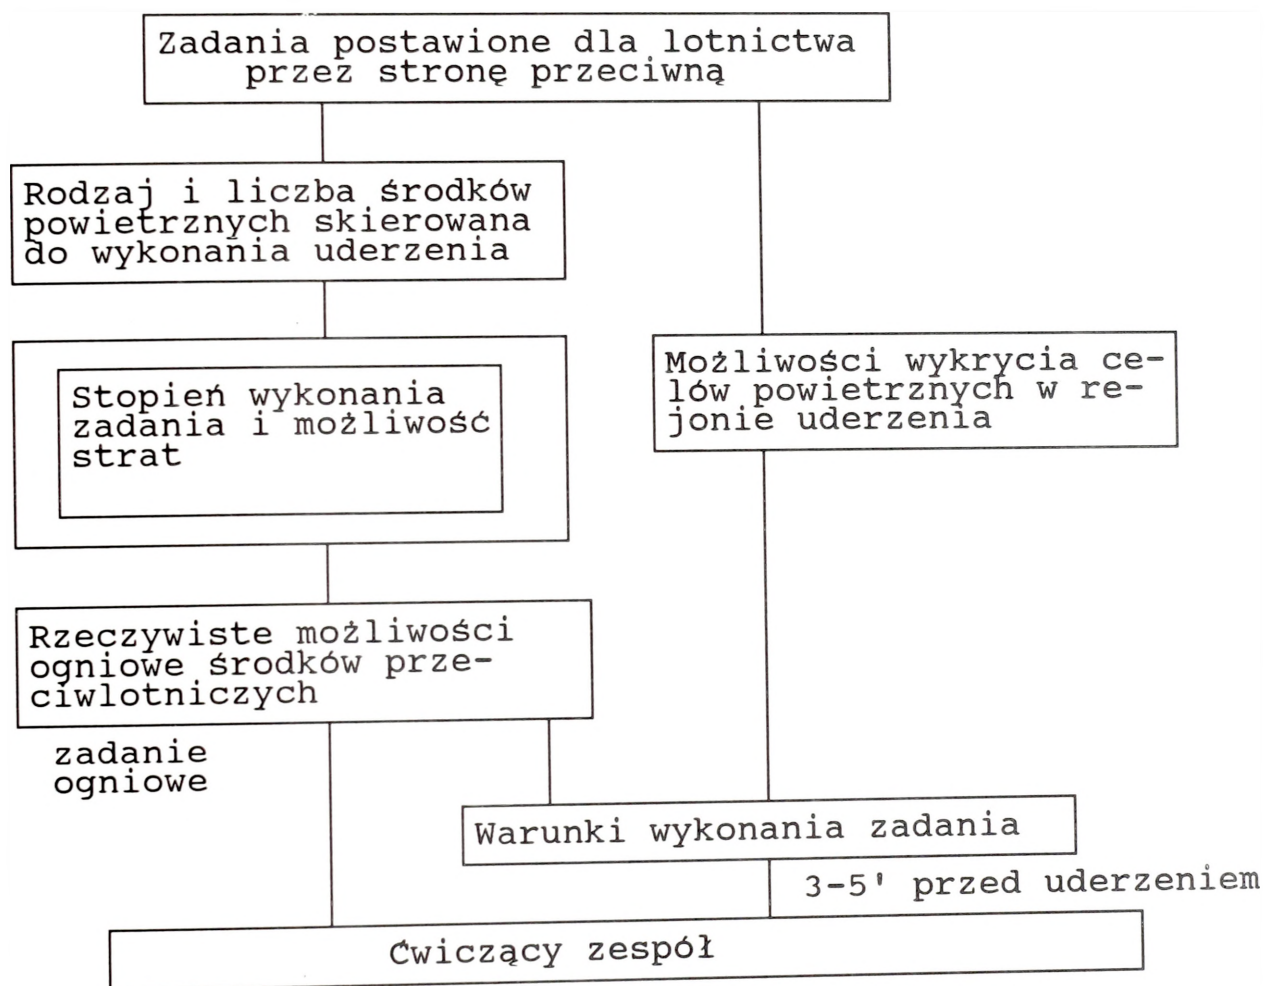 Zadania postawione dla lotnictwa
przez stronę przeciwną
Rodzaj i liczba środków
powietrznych skierowana
do wykonania uderzenia
Stopień wykonania
zadania i możliwość
strat
Możliwości wykrycia ce-
lów powietrznych w re-
jonie uderzenia
Rzeczywiste możliwości
ogniowe środków prze-
ciwlotniczych
zadanie
ogniowe
Warunki wykonania zadania
3-5' przed uderzeniem
Ćwiczący zespół